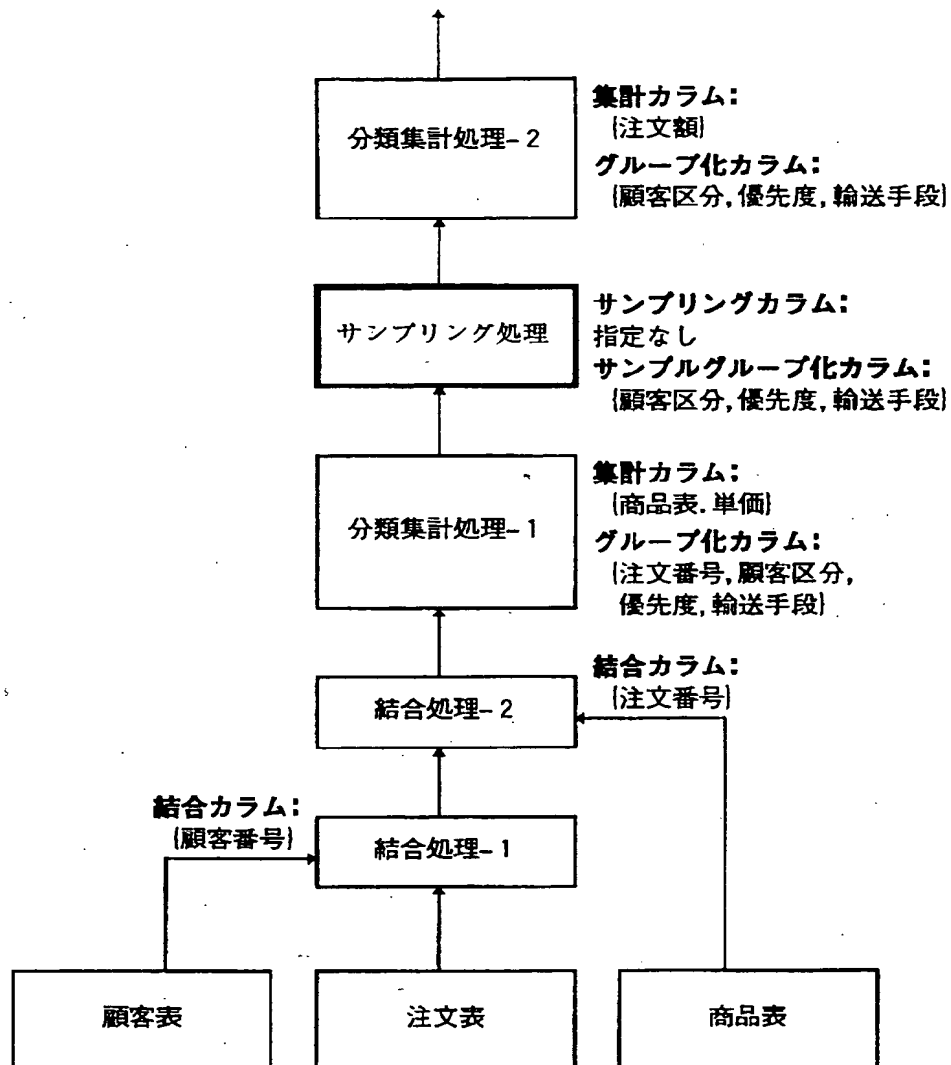 分類集計処理-2
集計カラム:
{注文額}
グループ化カラム:
{顧客区分,優先度,輸送手段}
サンプリング処理
サンプリングカラム:
指定なし
サンプルグループ化カラム:
{顧客区分,優先度,輸送手段}
分類集計処理-1
集計カラム:
{商品表.単価}
グループ化カラム:
{注文番号,顧客区分,
優先度,輸送手段}
結合処理-2
結合カラム:
{注文番号}
結合カラム:
{顧客番号}
結合処理-1
顧客表
注文表
商品表